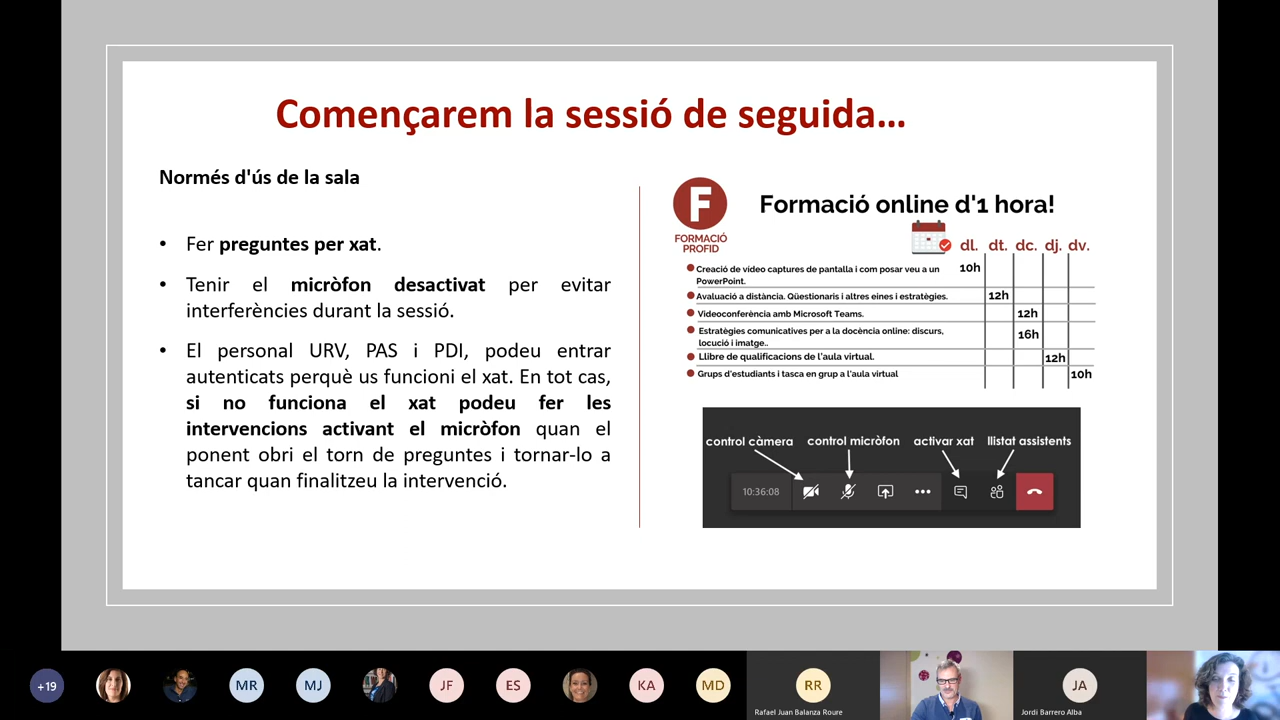 Començarem la sessió de seguida...
Normés d'ús de la sala
• Fer preguntes per xat.
• Tenir el micròfon desactivat per evitar
interferències durant la sessió.
• El personal URV, PAS i PDI, podeu entrar
autenticats perquè us funcioni el xat. En tot cas,
si no funciona el xat podeu fer les
intervencions activant el micròfon quan el
ponent obri el torn de preguntes i tornar-lo a
tancar quan finalitzeu la intervenció.
F
FORMACIÓ
PROFID
Formació online d'1 hora!
dl. dt. dc. dj. dv.
Creació de vídeo captures de pantalla i com posar veu a un 10h
PowerPoint.
Avaluació a distància. Qüestionaris i altres eines i estratègies. 12h
Videoconferència amb Microsoft Teams. 12h
Estratègies comunicatives per a la docència online: discurs, 16h
locució i imatge..
Llibre de qualificacions de l'aula virtual. 12h
Grups d'estudiants i tasca en grup a l'aula virtual 10h
control càmera control micròfon activar xat llistat assistents
10:36:08
+19 MR MJ JF ES KA MD RR JA
Rafael Juan Balanza Roure
Jordi Barrero Alba